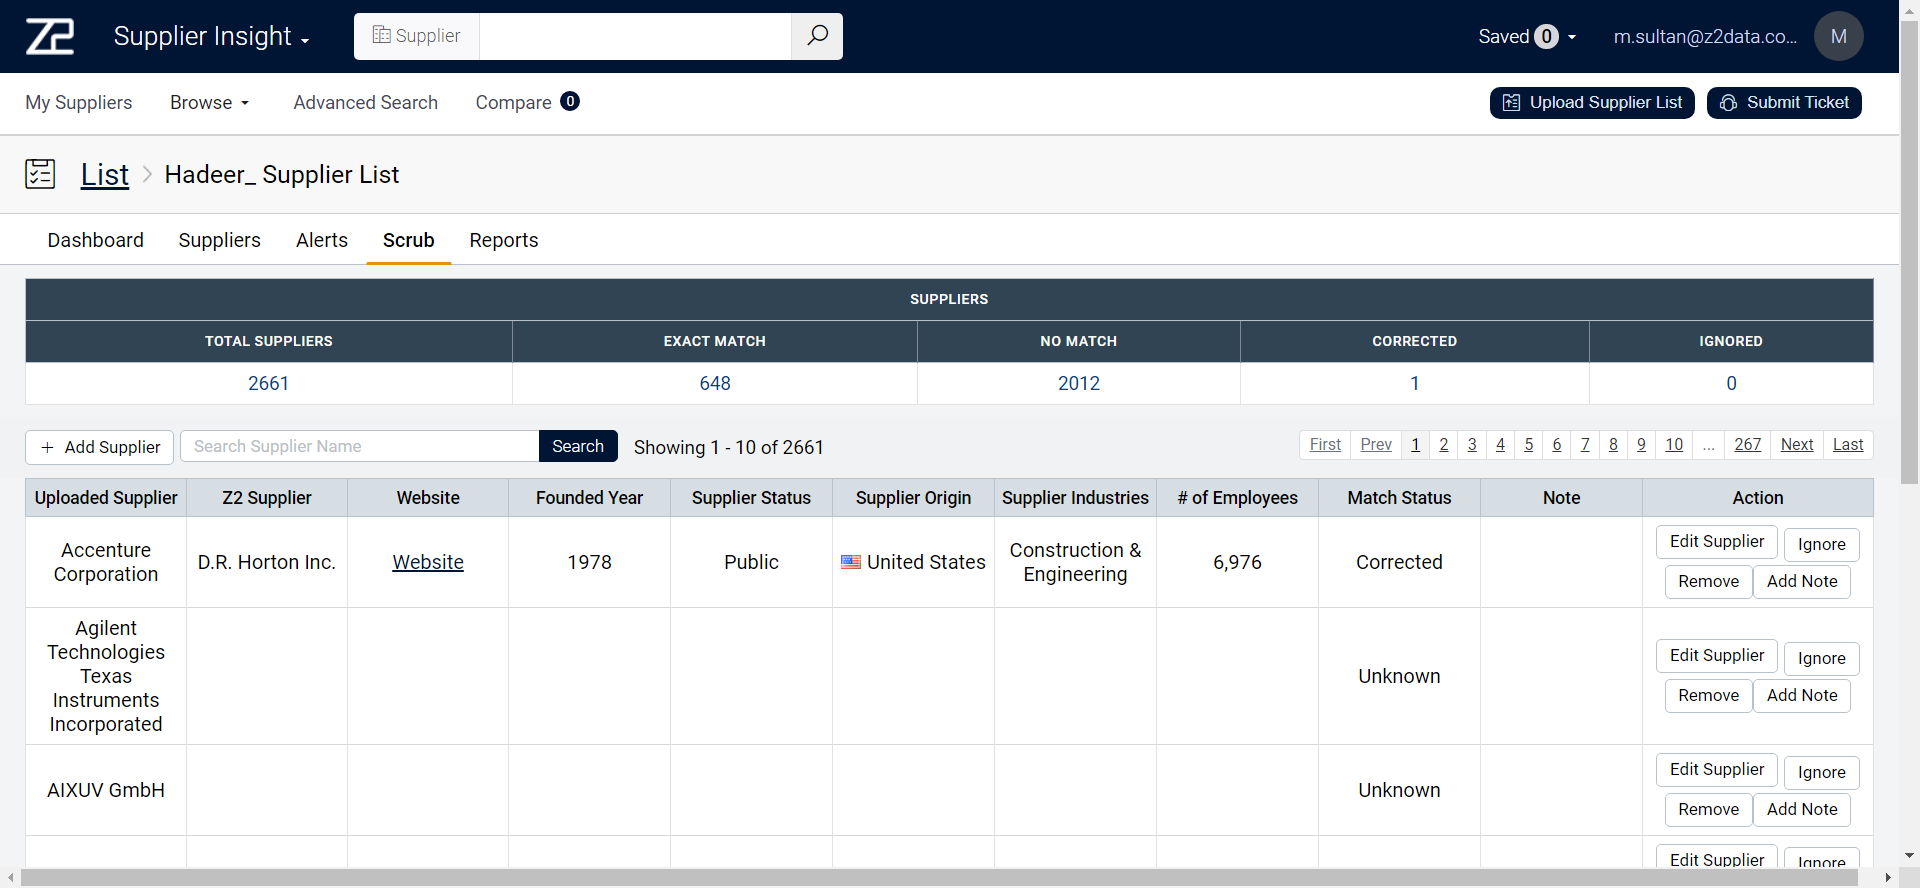 Z2
Supplier Insight
Supplier
Saved 0
m.sultan@z2data.co...
M
My Suppliers
Browse
Advanced Search
Compare 0
Upload Supplier List
Submit Ticket
List > Hadeer_ Supplier List
Dashboard
Suppliers
Alerts
Scrub
Reports
SUPPLIERS
TOTAL SUPPLIERS
EXACT MATCH
NO MATCH
CORRECTED
IGNORED
2661
648
2012
1
0
+ Add Supplier
Search Supplier Name
Search
Showing 1 - 10 of 2661
First Prev 1 2 3 4 5 6 7 8 9 10 ... 267 Next Last
Uploaded Supplier
Z2 Supplier
Website
Founded Year
Supplier Status
Supplier Origin
Supplier Industries
# of Employees
Match Status
Note
Action
Accenture
Corporation
D.R. Horton Inc.
Website
1978
Public
United States
Construction &
Engineering
6,976
Corrected
Edit Supplier
Ignore
Remove
Add Note
Agilent
Technologies
Texas
Instruments
Incorporated
Unknown
Edit Supplier
Ignore
Remove
Add Note
AIXUV GmbH
Unknown
Edit Supplier
Ignore
Remove
Add Note
Edit Supplier
Ignore